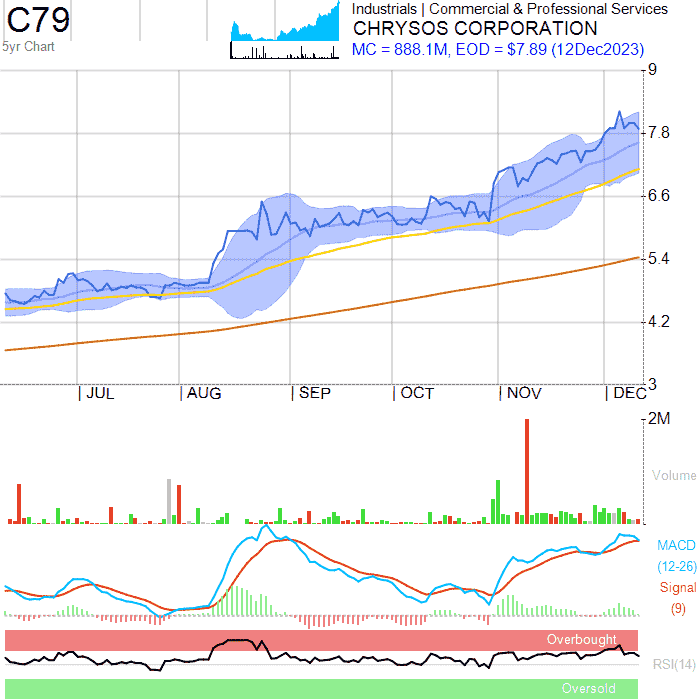 C79
5yr Chart
Industrials | Commercial & Professional Services
CHRYSOS CORPORATION
MC = 888.1M, EOD = $7.89 (12Dec2023)
9
7.8
6.6
5.4
4.2
3
| JUL | AUG | SEP | OCT | NOV | DEC
2M
Volume
MACD
(12-26)
Signal
(9)
Overbought
RSI(14)
Oversold